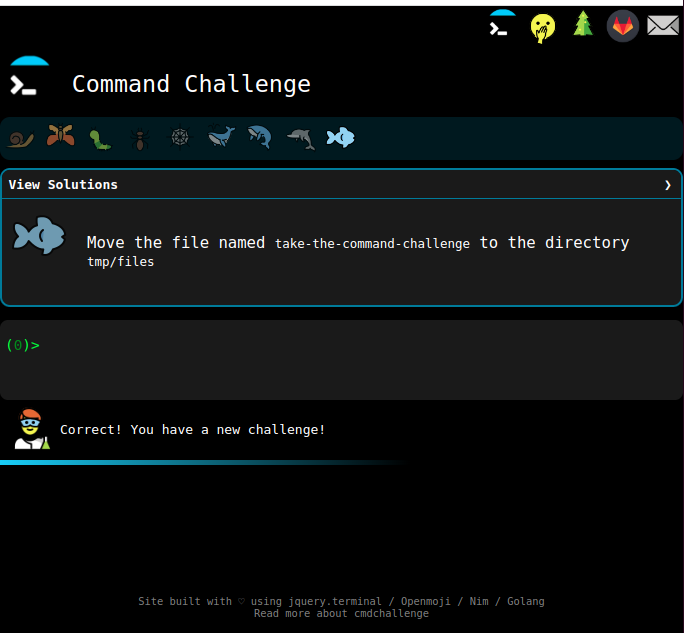 Command Challenge
View Solutions ❯
Move the file named take-the-command-challenge to the directory
tmp/files
(0)>
Correct! You have a new challenge!
Site built with ♡ using jquery.terminal / Openmoji / Nim / Golang
Read more about cmdchallenge